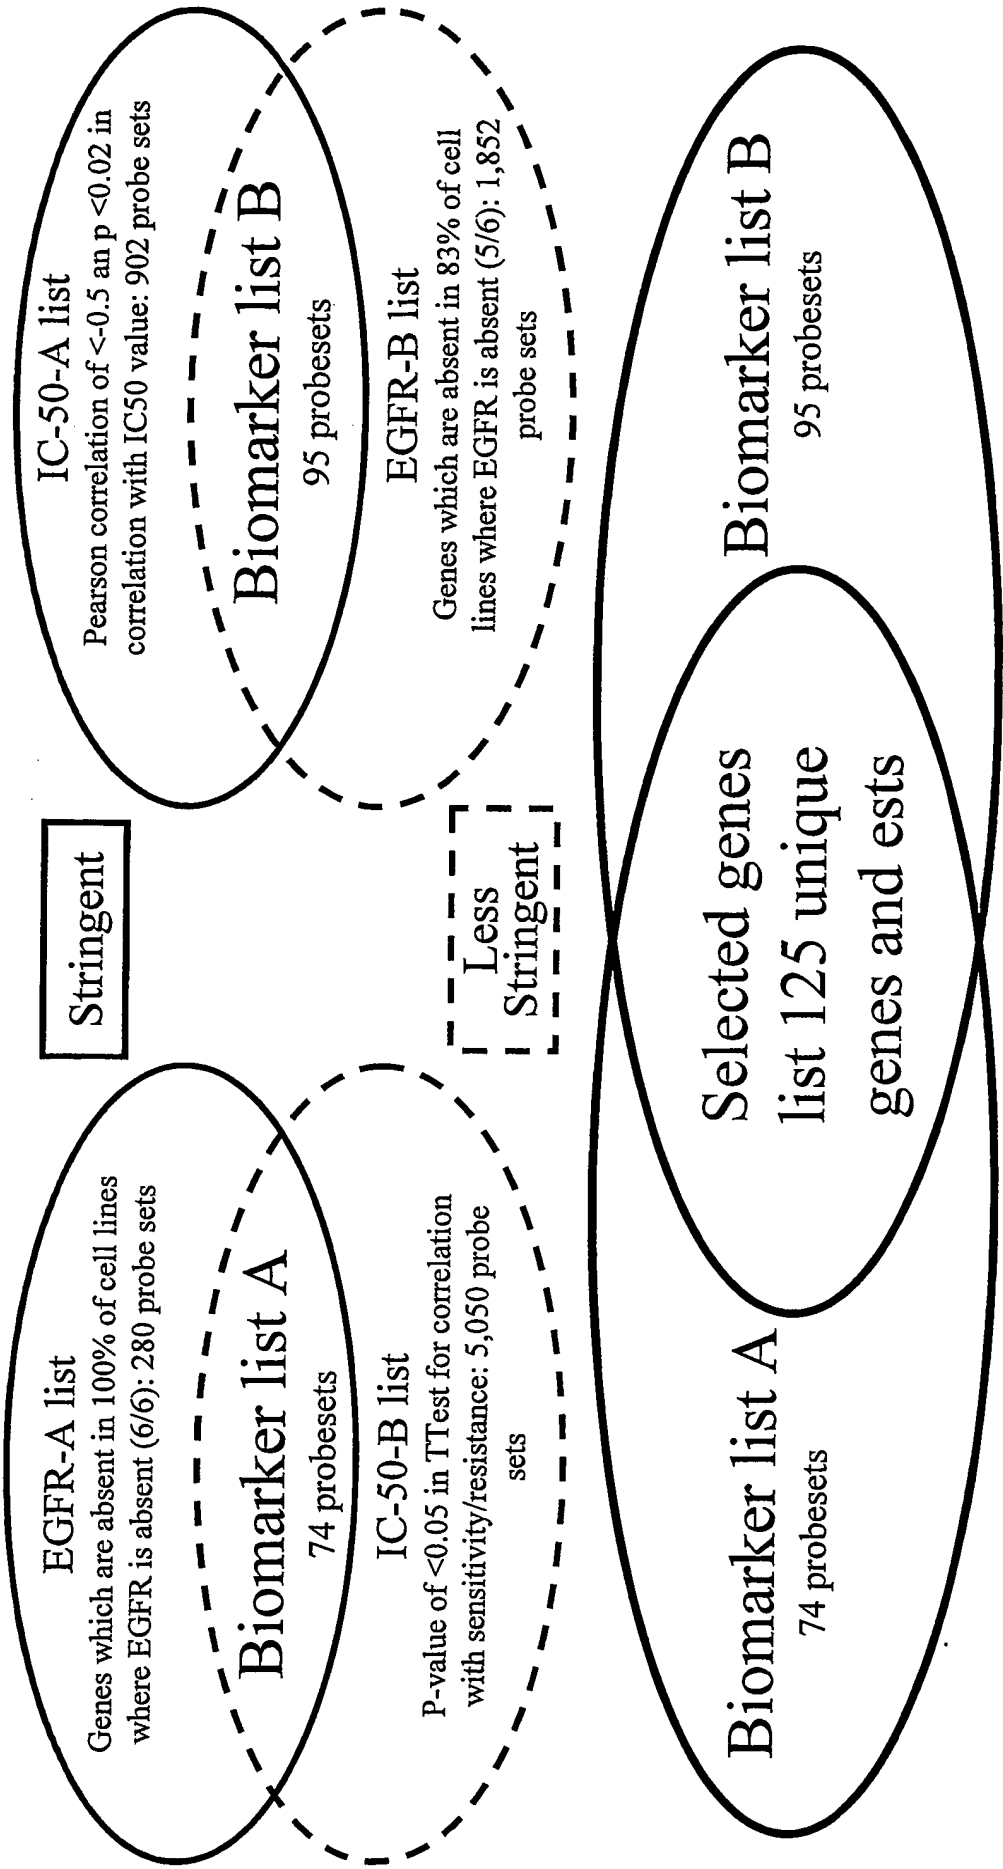 EGFR-A list
Genes which are absent in 100% of cell lines
where EGFR is absent (6/6): 280 probe sets
Biomarker list A
74 probesets
IC-50-B list
P-value of <0.05 in TTest for correlation
with sensitivity/resistance: 5,050 probe
sets
Stringent
Less
Stringent
IC-50-A list
Pearson correlation of <-0.5 an p <0.02 in
correlation with IC50 value: 902 probe sets
Biomarker list B
95 probesets
EGFR-B list
Genes which are absent in 83% of cell
lines where EGFR is absent (5/6): 1,852
probe sets
Biomarker list A
74 probesets
Selected genes
list 125 unique
genes and ests
Biomarker list B
95 probesets